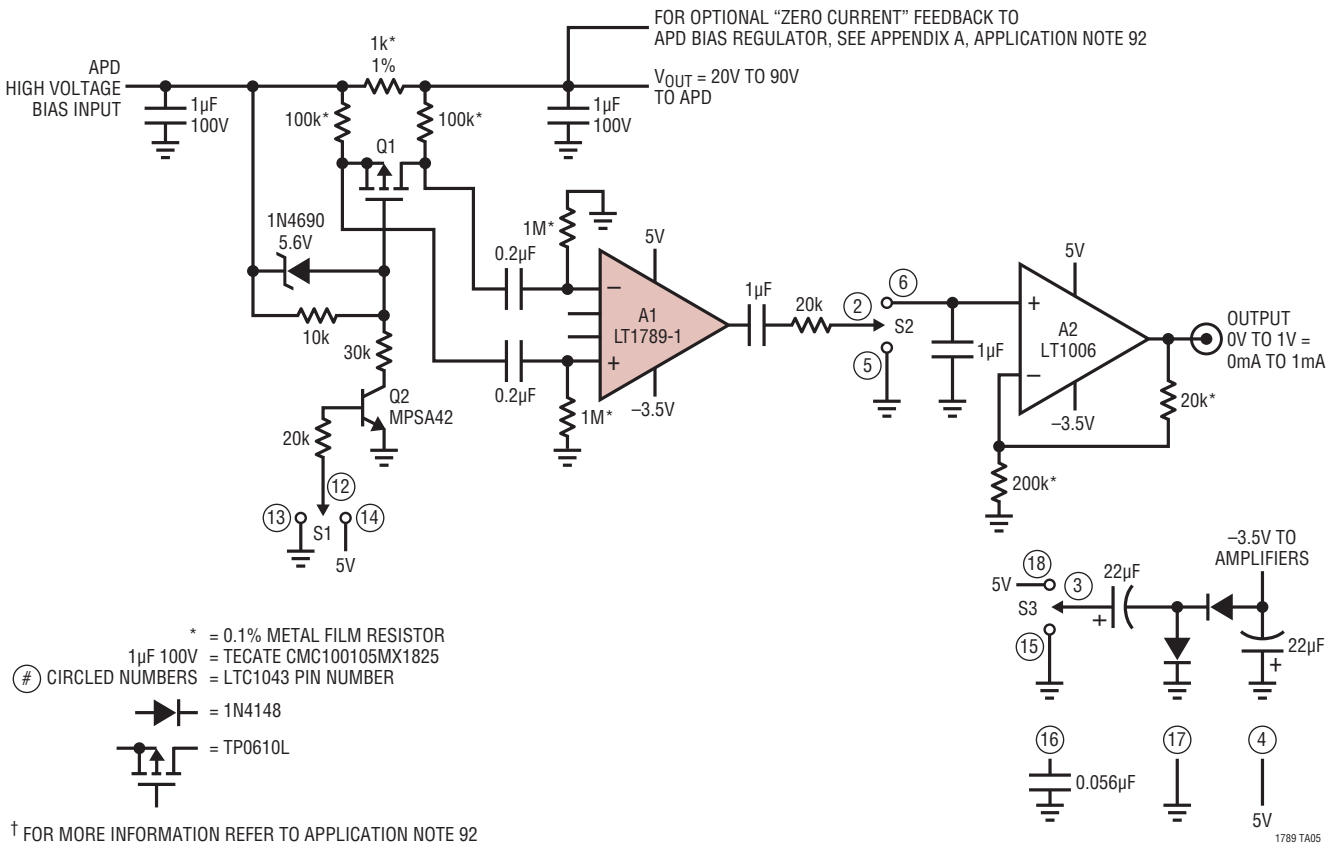 FOR OPTIONAL “ZERO CURRENT” FEEDBACK TO
APD BIAS REGULATOR, SEE APPENDIX A, APPLICATION NOTE 92
APD
HIGH VOLTAGE
BIAS INPUT
1k*
1%
VOUT = 20V TO 90V
TO APD
1µF
100V
100k*
100k*
1µF
100V
Q1
1N4690
5.6V
10k
30k
Q2
MPSA42
20k
12
13
14
S1
5V
0.2µF
0.2µF
1M*
1M*
5V
–
A1
LT1789-1
+
–3.5V
1µF
20k
2
6
S2
5
1µF
5V
+
A2
LT1006
–
–3.5V
OUTPUT
0V TO 1V =
0mA TO 1mA
20k*
200k*
–3.5V TO
AMPLIFIERS
18
5V
3
22µF
S3
+
15
22µF
+
16
17
4
0.056µF
5V
* = 0.1% METAL FILM RESISTOR
1µF 100V = TECATE CMC100105MX1825
# CIRCLED NUMBERS = LTC1043 PIN NUMBER
= 1N4148
= TP0610L
† FOR MORE INFORMATION REFER TO APPLICATION NOTE 92
1789 TA05